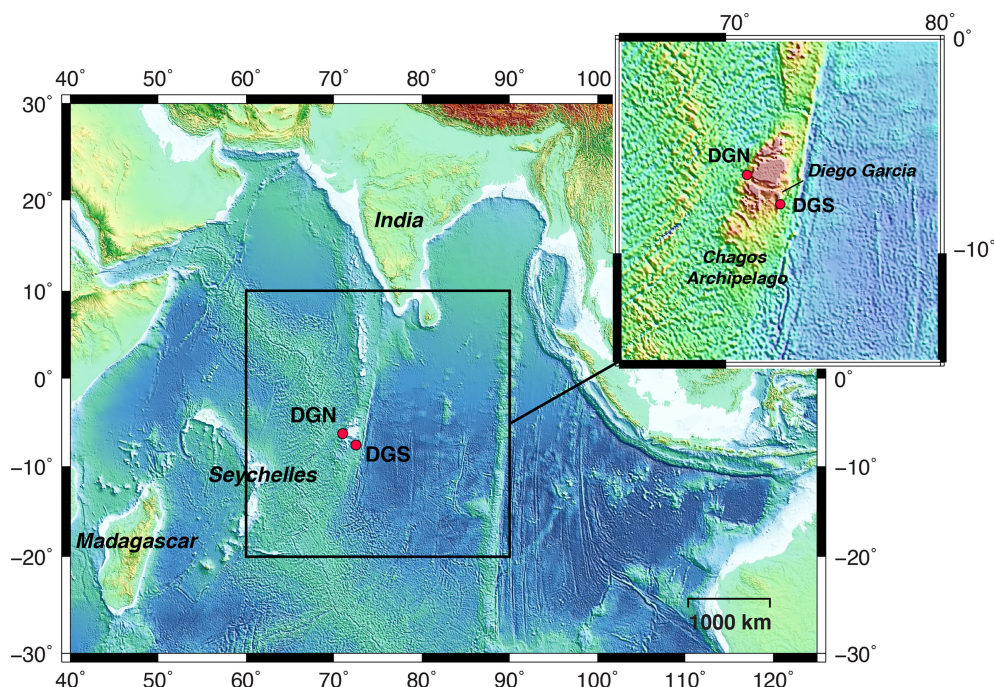 70° 80°
0°
40° 50° 60° 70° 80° 90° 100
30°
DGN
Diego Garcia
DGS
20°
India
Chagos
Archipelago
−10°
10°
0° 0°
DGN
DGS
−10° −10°
Seychelles
Madagascar
−20° −20°
1000 km
−30° −30°
40° 50° 60° 70° 80° 90° 100° 110° 120°